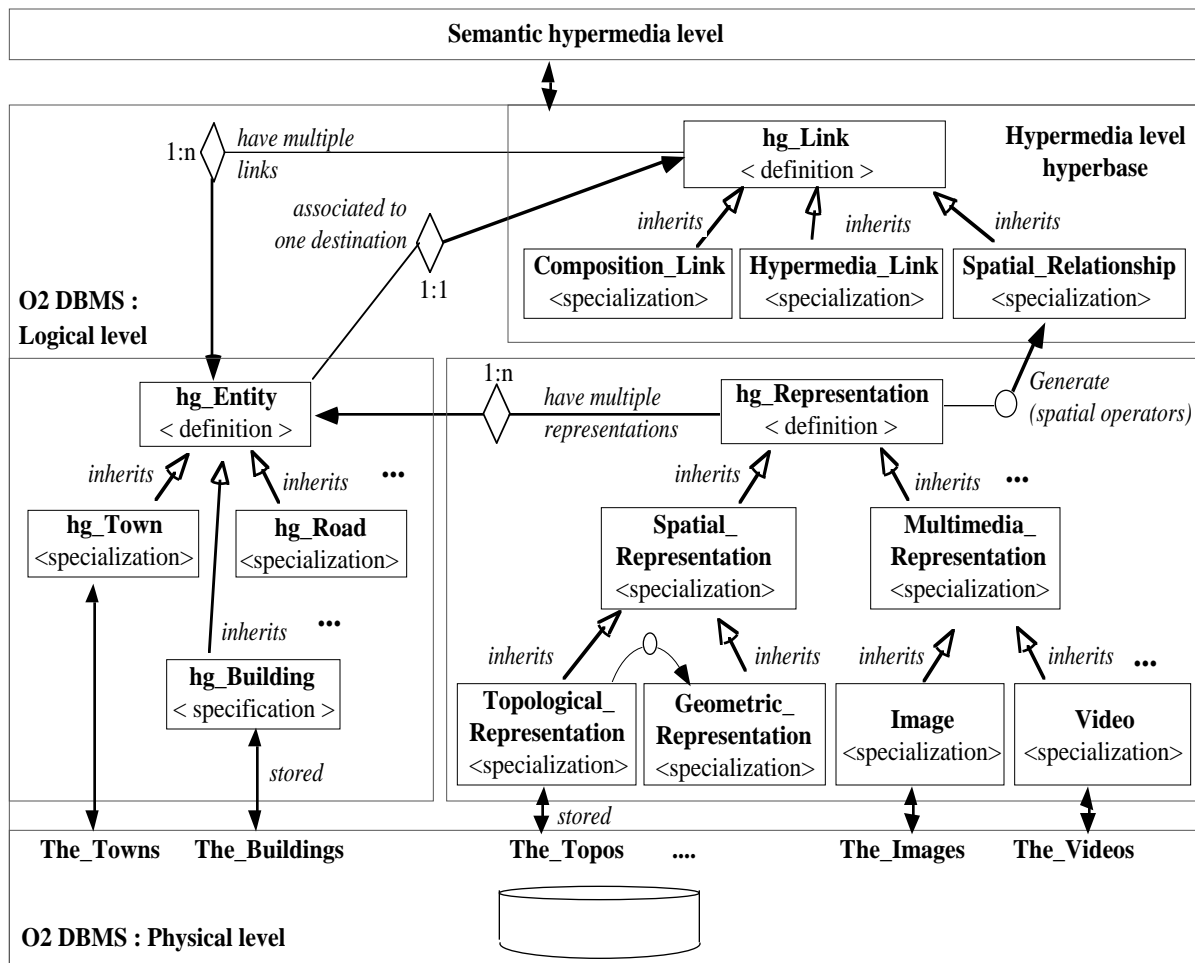 Semantic hypermedia level
1:n
have multiple
links
hg_Link
< definition >
Hypermedia level
hyperbase
associated to
one destination
1:1
inherits
inherits
inherits
Composition_Link
<specialization>
Hypermedia_Link
<specialization>
Spatial_Relationship
<specialization>
O2 DBMS :
Logical level
hg_Entity
< definition >
1:n
have multiple
representations
hg_Representation
< definition >
Generate
(spatial operators)
inherits
inherits
...
inherits
inherits
...
hg_Town
<specialization>
hg_Road
<specialization>
Spatial_
Representation
<specialization>
Multimedia_
Representation
<specialization>
inherits
...
inherits
inherits
inherits
inherits
...
hg_Building
< specification >
Topological_
Representation
<specialization>
Geometric_
Representation
<specialization>
Image
<specialization>
Video
<specialization>
stored
stored
The_Towns
The_Buildings
The_Topos
....
The_Images
The_Videos
O2 DBMS : Physical level